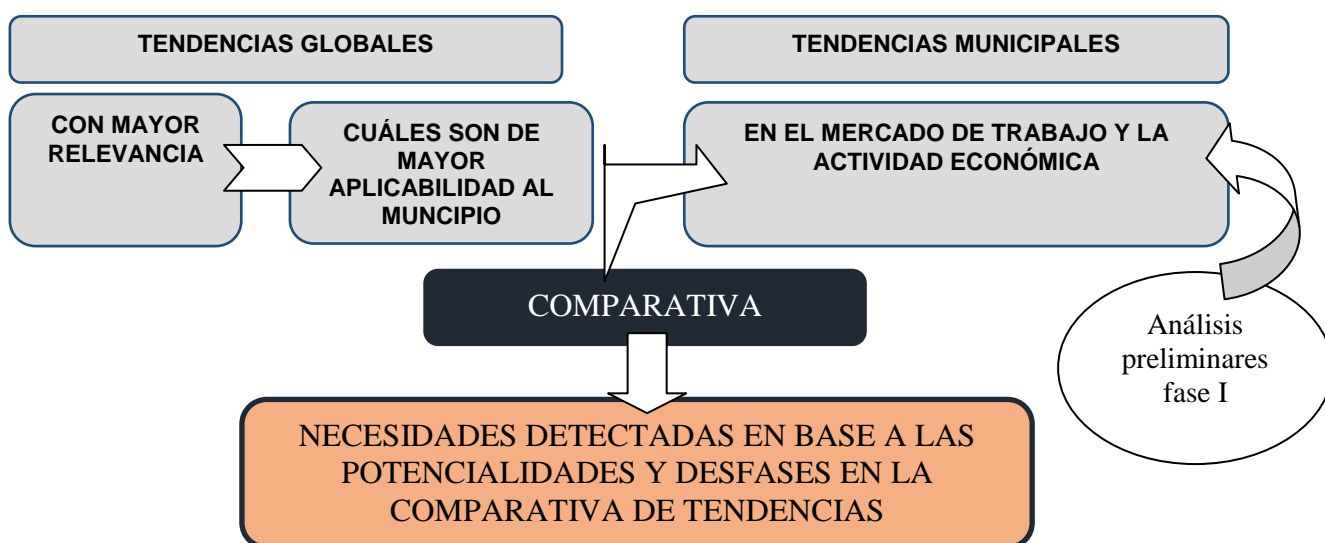 TENDENCIAS GLOBALES
TENDENCIAS MUNICIPALES
CON MAYOR
RELEVANCIA
CUÁLES SON DE
MAYOR
APLICABILIDAD AL
MUNCIPIO
EN EL MERCADO DE TRABAJO Y LA
ACTIVIDAD ECONÓMICA
COMPARATIVA
Análisis
preliminares
fase I
NECESIDADES DETECTADAS EN BASE A LAS
POTENCIALIDADES Y DESFASES EN LA
COMPARATIVA DE TENDENCIAS